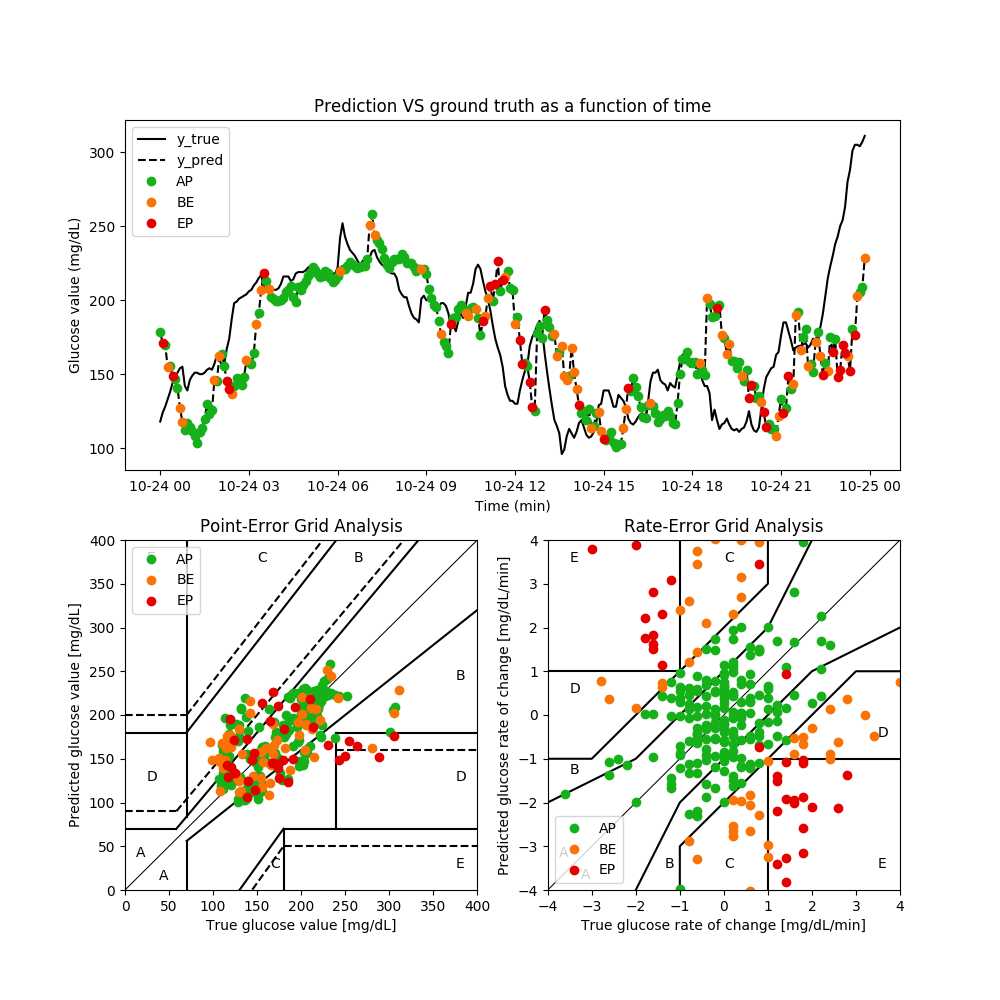 Prediction VS ground truth as a function of time
Glucose value (mg/dL)
300
250
200
150
100
y_true
y_pred
AP
BE
EP
10-24 00 10-24 03 10-24 06 10-24 09 10-24 12 10-24 15 10-24 18 10-24 21 10-25 00
Time (min)
Point-Error Grid Analysis
Predicted glucose value [mg/dL]
400
350
300
250
200
150
100
50
0
AP
BE
EP
C B
B
D D
A
A
C E
0 50 100 150 200 250 300 350 400
True glucose value [mg/dL]
Rate-Error Grid Analysis
Predicted glucose rate of change [mg/dL/min]
4
3
2
1
0
−1
−2
−3
−4
E C
D
D
B
A
A
B C E
AP
BE
EP
−4 −3 −2 −1 0 1 2 3 4
True glucose rate of change [mg/dL/min]